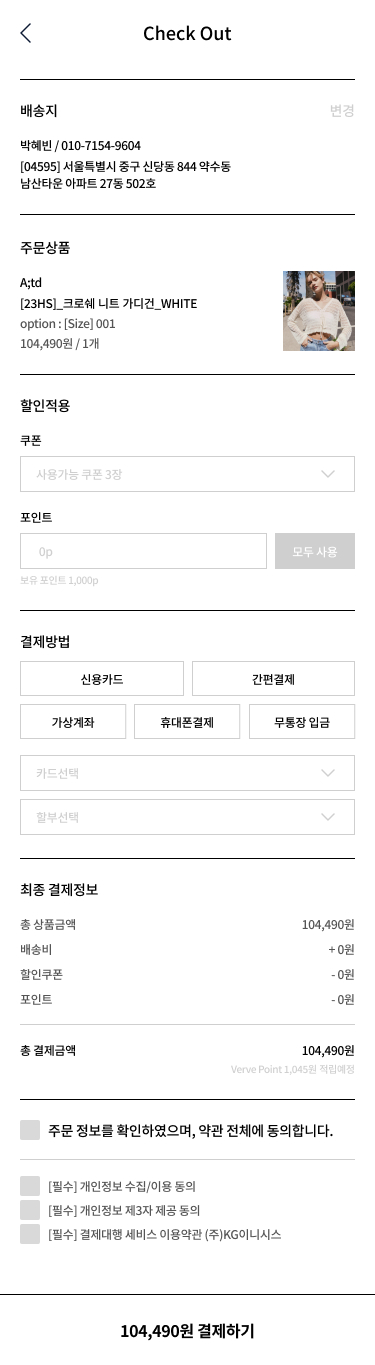 Check Out
배송지
변경
박혜빈 / 010-7154-9604
[04595] 서울특별시 중구 신당동 844 약수동
남산타운 아파트 27동 502호
주문상품
A;td
[23HS]_크로쉐 니트 가디건_WHITE
option : [Size] 001
104,490원 / 1개
할인적용
쿠폰
사용가능 쿠폰 3장
포인트
0p
모두 사용
보유 포인트 1,000p
결제방법
신용카드
간편결제
가상계좌
휴대폰결제
무통장 입금
카드선택
할부선택
최종 결제정보
총 상품금액 104,490원
배송비 + 0원
할인쿠폰 - 0원
포인트 - 0원
총 결제금액 104,490원
Verve Point 1,045원 적립예정
주문 정보를 확인하였으며, 약관 전체에 동의합니다.
[필수] 개인정보 수집/이용 동의
[필수] 개인정보 제3자 제공 동의
[필수] 결제대행 세비스 이용약관 (주)KG이니시스
104,490원 결제하기